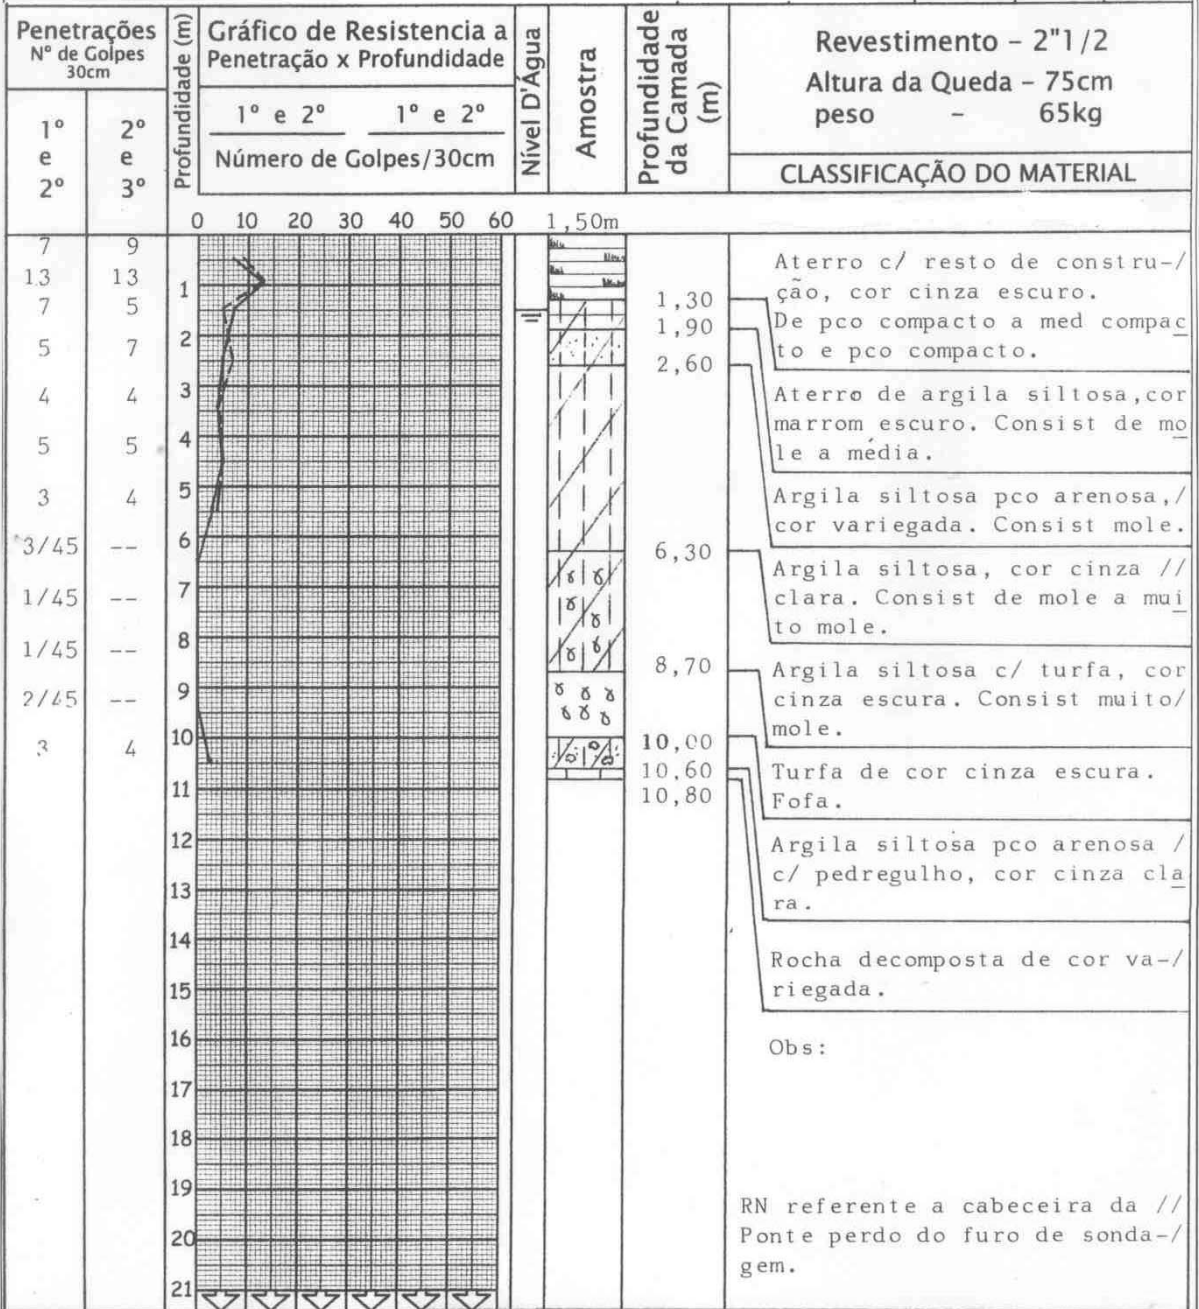 Penetrações
Nº de Golpes
30cm
1º
e
2º
2º
e
3º
Profundidade (m)
Gráfico de Resistencia a
Penetração x Profundidade
1º e 2º
1º e 2º
Número de Golpes/30cm
Nível D'Água
Amostra
Profundidade
da Camada
(m)
Revestimento - 2"1/2
Altura da Queda - 75cm
peso - 65kg
CLASSIFICAÇÃO DO MATERIAL
0 10 20 30 40 50 60
1,50m
7 9
13 13
7 5
5 7
4 4
5 5
3 4
3/45 --
1/45 --
1/45 --
2/45 --
3 4
1
2
3
4
5
6
7
8
9
10
11
12
13
14
15
16
17
18
19
20
21
1,30
1,90
2,60
6,30
8,70
10,00
10,60
10,80
Aterro c/ resto de constru-/
ção, cor cinza escuro.
De pco compacto a med compac
to e pco compacto.
Aterro de argila siltosa,cor
marrom escuro. Consist de mo
le a média.
Argila siltosa pco arenosa,/
cor variegada. Consist mole.
Argila siltosa, cor cinza //
clara. Consist de mole a mui
to mole.
Argila siltosa c/ turfa, cor
cinza escura. Consist muito/
mole.
Turfa de cor cinza escura.
Fofa.
Argila siltosa pco arenosa /
c/ pedregulho, cor cinza cla
ra.
Rocha decomposta de cor va-/
riegada.
Obs:
RN referente a cabeceira da //
Ponte perdo do furo de sonda-/
gem.